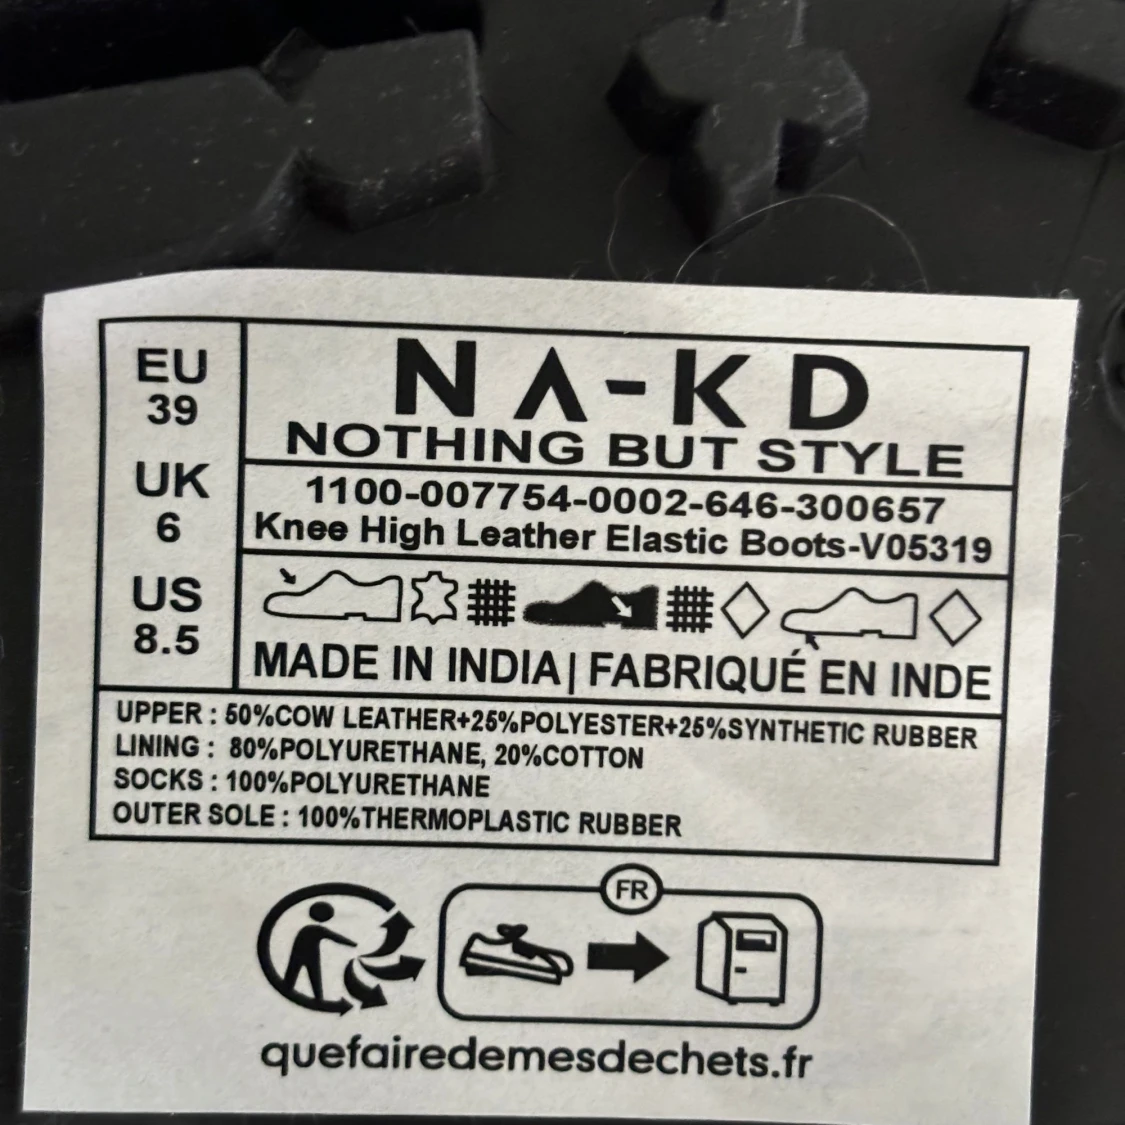 EU
39
UK
6
US
8.5
NA-KD
NOTHING BUT STYLE
1100-007754-0002-646-300657
Knee High Leather Elastic Boots-V05319
MADE IN INDIA | FABRIQUÉ EN INDE
UPPER : 50%COW LEATHER+25%POLYESTER+25%SYNTHETIC RUBBER
LINING : 80%POLYURETHANE, 20%COTTON
SOCKS : 100%POLYURETHANE
OUTER SOLE : 100%THERMOPLASTIC RUBBER
FR
quefairedemesdechets.fr